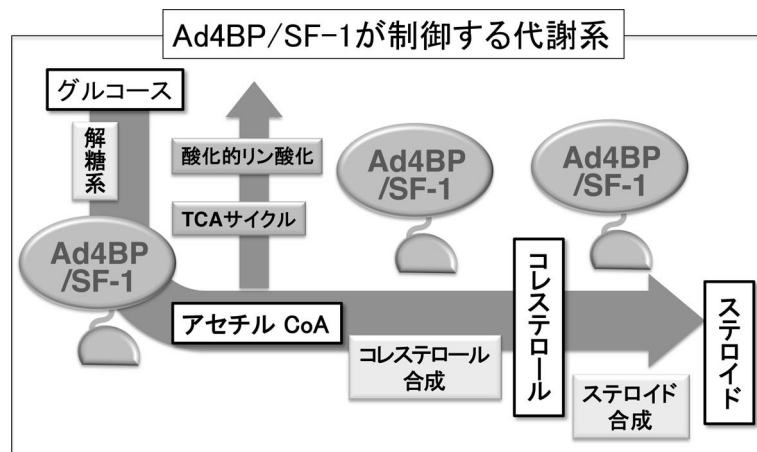 Ad4BP/SF-1が制御する代謝系
グルコース
解糖系
酸化的リン酸化
TCAサイクル
Ad4BP
/SF-1
Ad4BP
/SF-1
Ad4BP
/SF-1
アセチル CoA
コレステロール
合成
コレステロール
ステロイド
合成
ステロイド